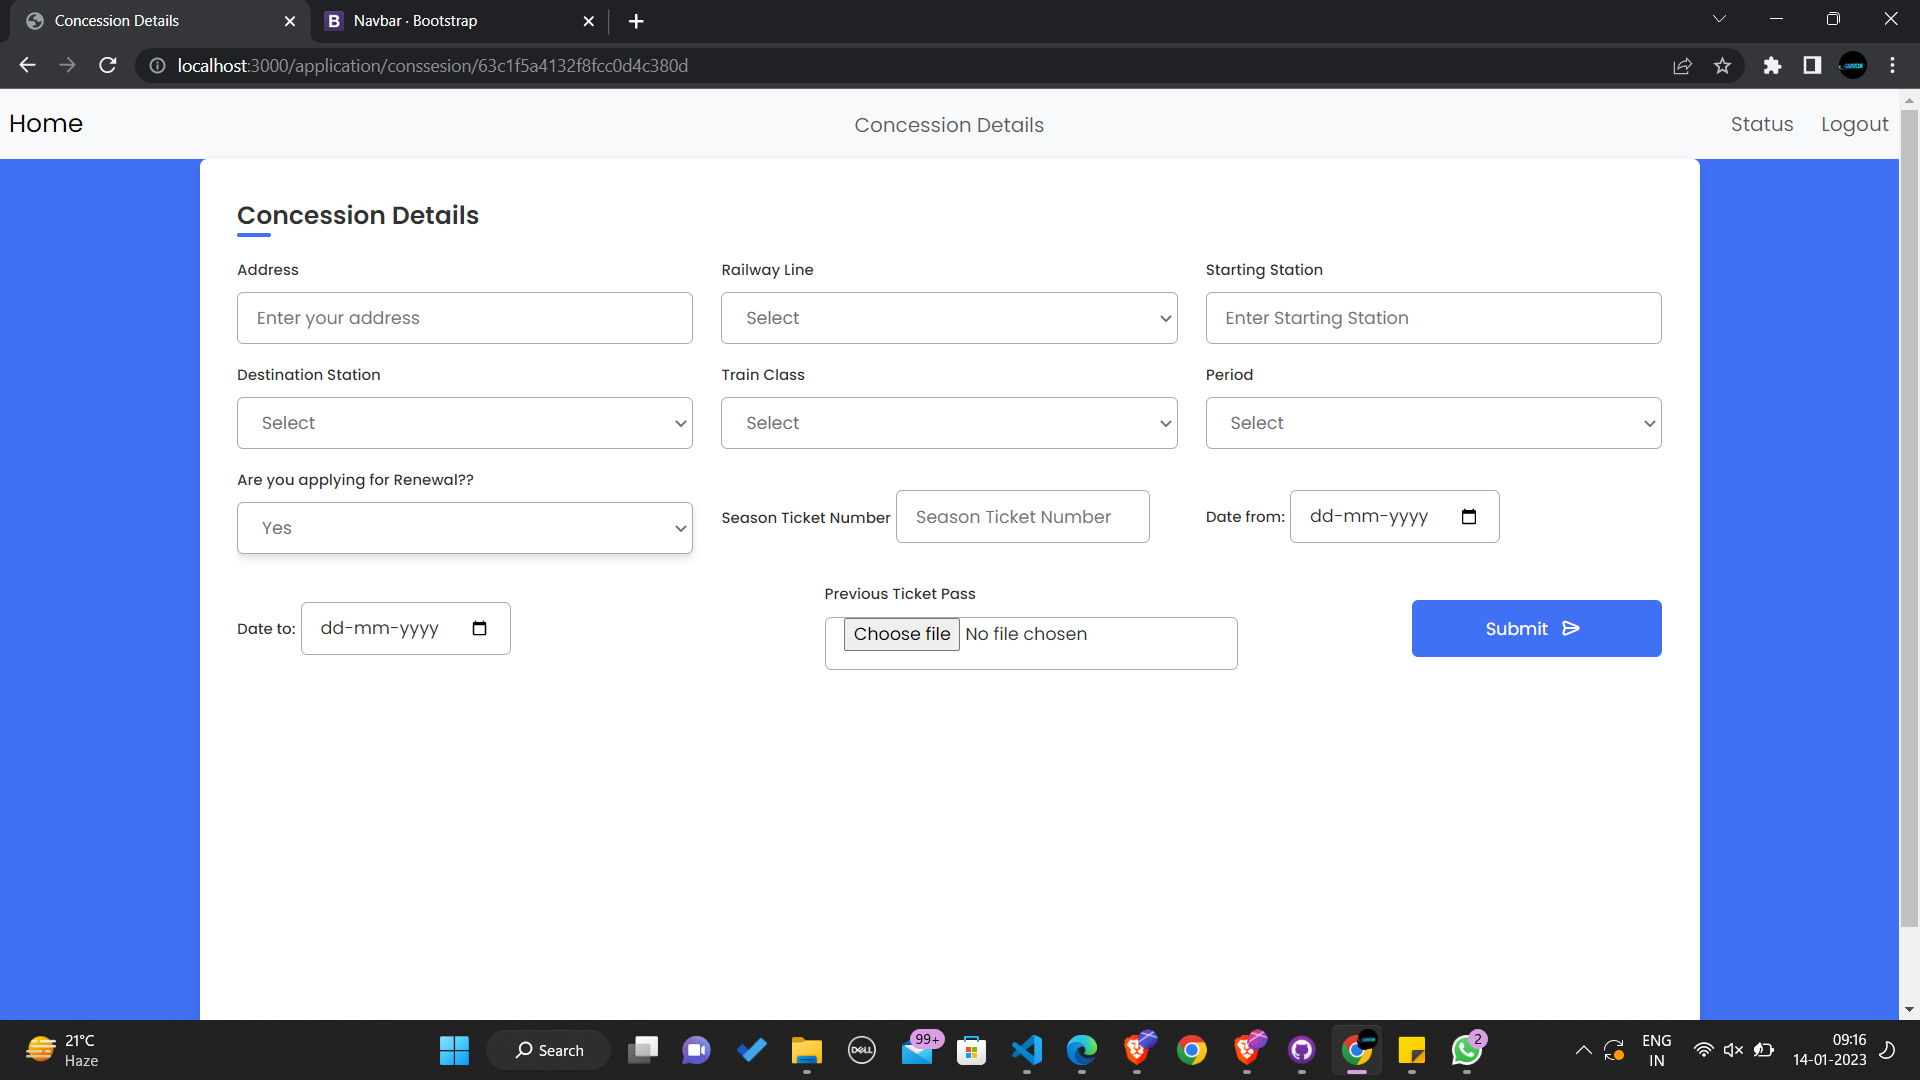 Concession Details
Navbar · Bootstrap
localhost:3000/application/conssesion/63c1f5a4132f8fcc0d4c380d
Home
Concession Details
Status
Logout
Concession Details
Address
Railway Line
Starting Station
Enter your address
Select
Enter Starting Station
Destination Station
Train Class
Period
Select
Select
Select
Are you applying for Renewal??
Yes
Season Ticket Number
Season Ticket Number
Date from:
dd-mm-yyyy
Date to:
dd-mm-yyyy
Previous Ticket Pass
Choose file
No file chosen
Submit
21°C
Haze
Search
DELL
99+
2
ENG
IN
09:16
14-01-2023